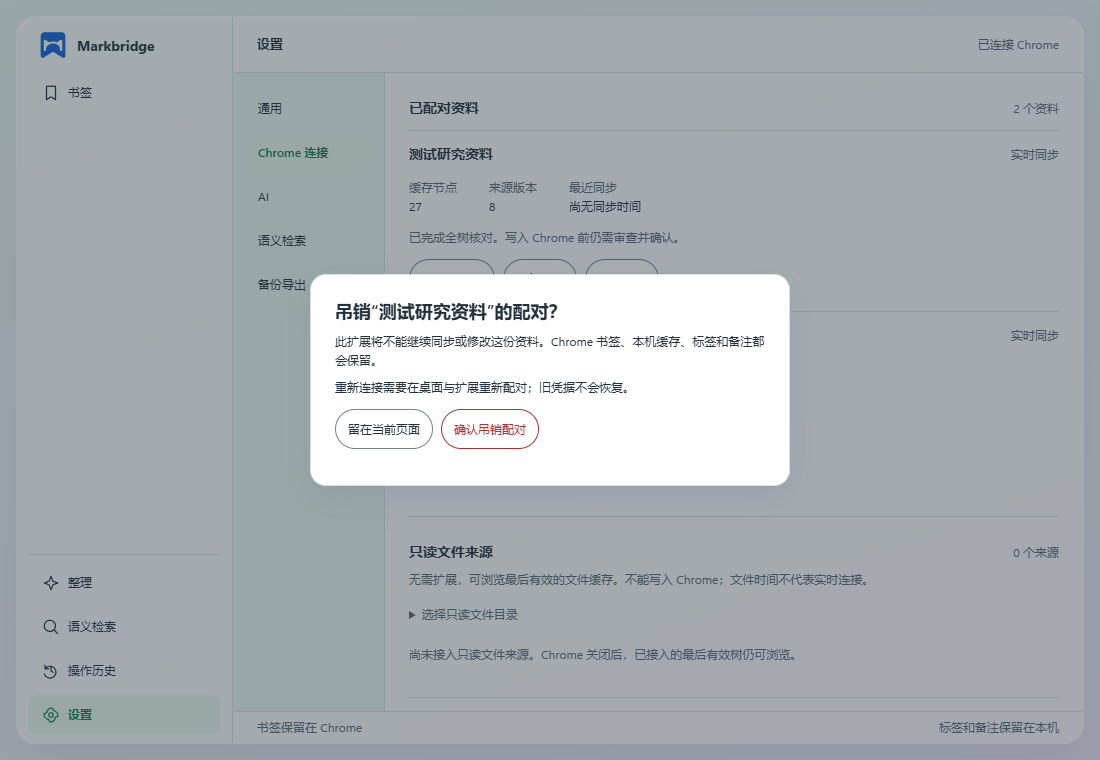 Markbridge
书签
整理
语义检索
操作历史
设置
设置
已连接 Chrome
通用
Chrome 连接
AI
语义检索
备份导出
已配对资料
2 个资料
测试研究资料
实时同步
缓存节点
来源版本
最近同步
27
8
尚无同步时间
已完成全树核对。写入 Chrome 前仍需审查并确认。
吊销“测试研究资料”的配对？
此扩展将不能继续同步或修改这份资料。Chrome 书签、本机缓存、标签和备注都
会保留。
重新连接需要在桌面与扩展重新配对；旧凭据不会恢复。
留在当前页面
确认吊销配对
实时同步
只读文件来源
0 个来源
无需扩展，可浏览最后有效的文件缓存。不能写入 Chrome；文件时间不代表实时连接。
选择只读文件目录
尚未接入只读文件来源。Chrome 关闭后，已接入的最后有效树仍可浏览。
书签保留在 Chrome
标签和备注保留在本机